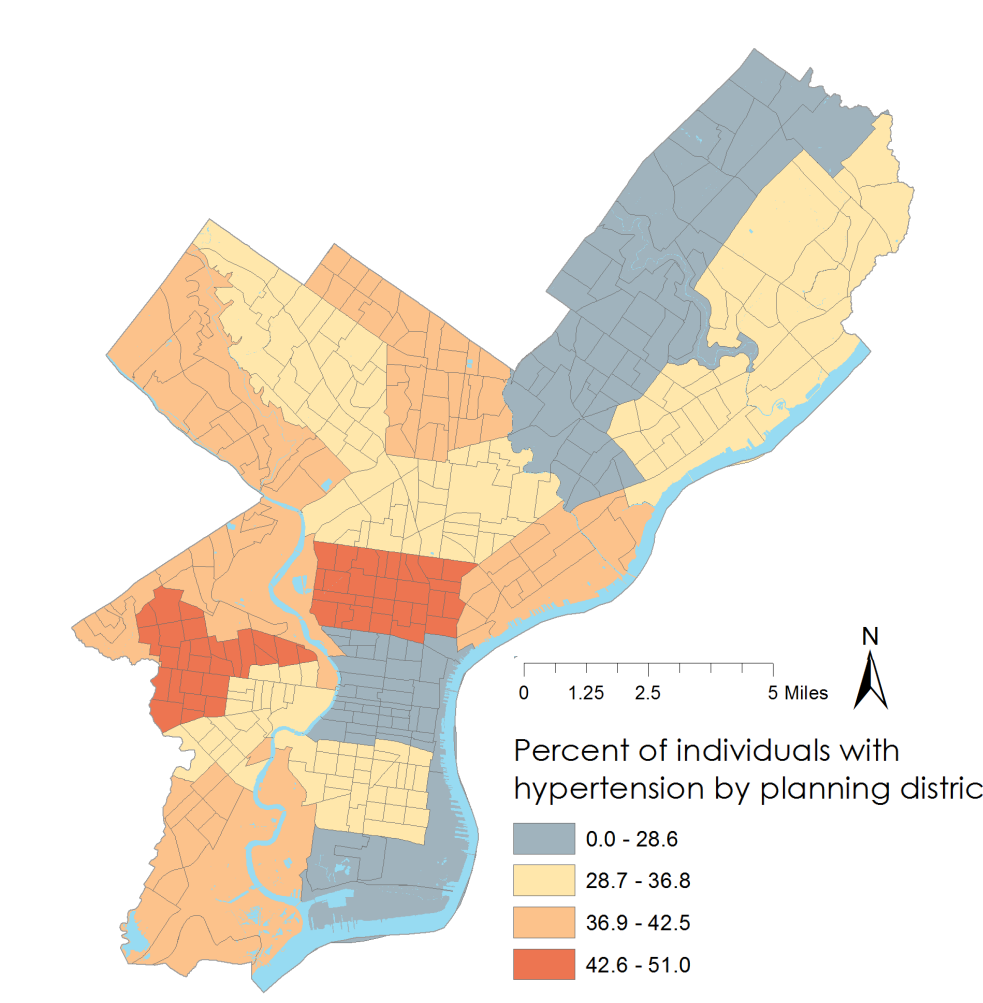 N
0 1.25 2.5 5 Miles
Percent of individuals with
hypertension by planning distric
0.0 - 28.6
28.7 - 36.8
36.9 - 42.5
42.6 - 51.0